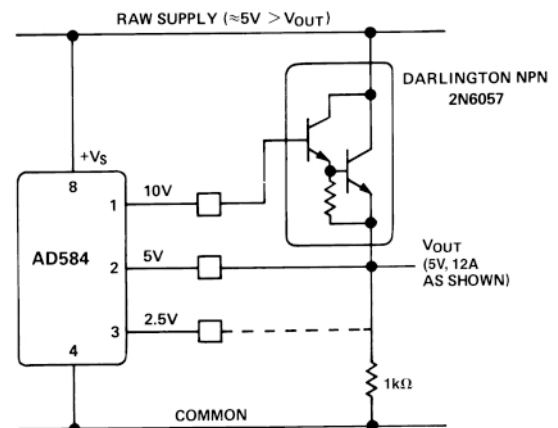 RAW SUPPLY (≈5V > VOUT)
DARLINGTON NPN
2N6057
+VS
8
1
10V
AD584
2
5V
VOUT
(5V, 12A
AS SHOWN)
3
2.5V
4
1kΩ
COMMON